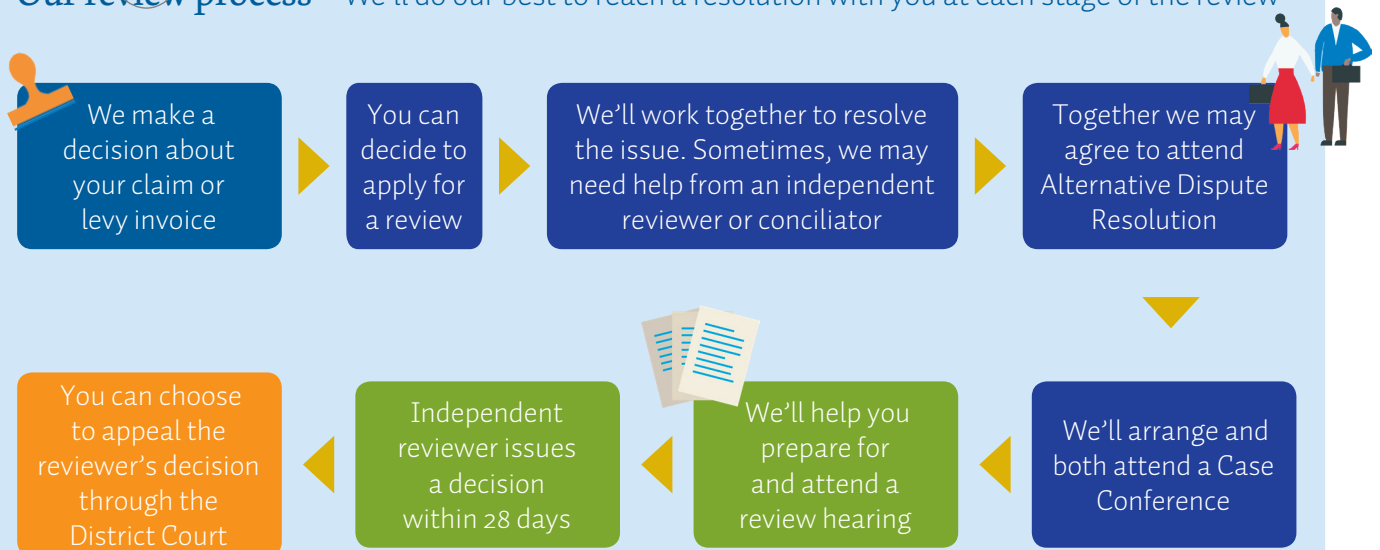 Our review process We'll do our best to reach a resolution with you at each stage of the review
We make a
decision about
your claim or
levy invoice
You can
decide to
apply for
a review
We'll work together to resolve
the issue. Sometimes, we may
need help from an independent
reviewer or conciliator
Together we may
agree to attend
Alternative Dispute
Resolution
We'll arrange and
both attend a Case
Conference
We'll help you
prepare for
and attend a
review hearing
Independent
reviewer issues
a decision
within 28 days
You can choose
to appeal the
reviewer's decision
through the
District Court